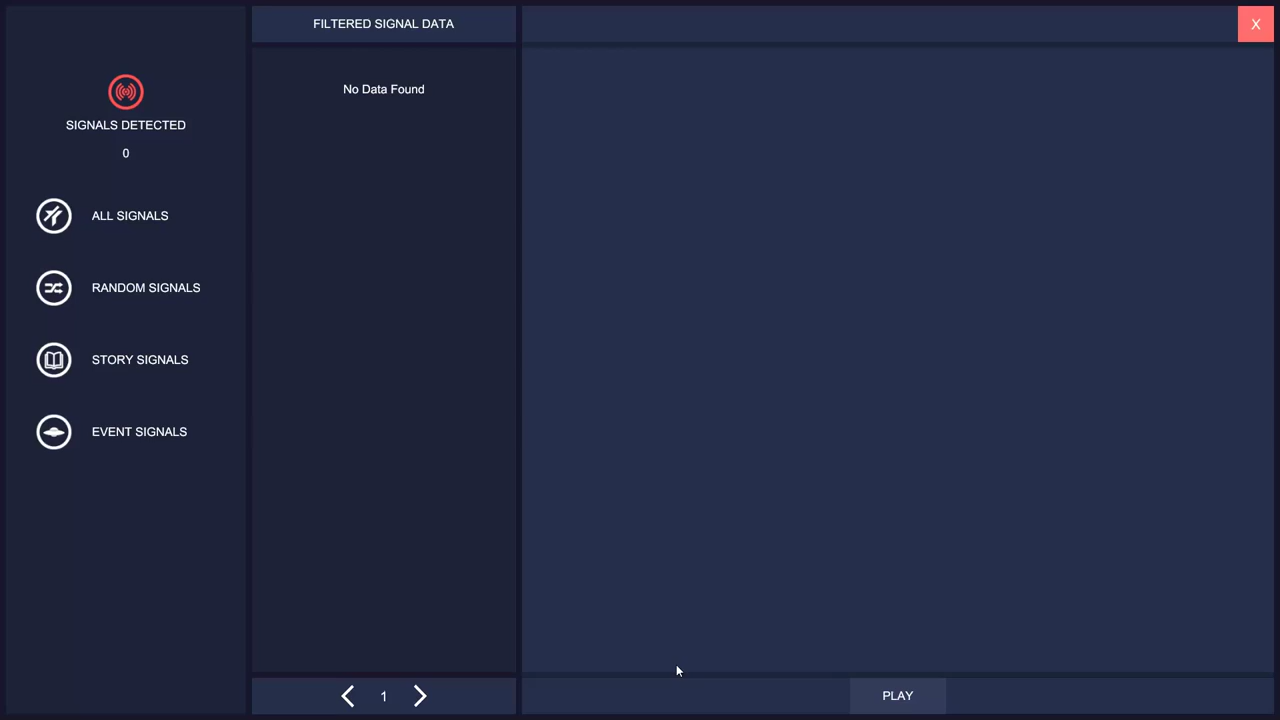 FILTERED SIGNAL DATA
X
No Data Found
SIGNALS DETECTED
0
ALL SIGNALS
RANDOM SIGNALS
STORY SIGNALS
EVENT SIGNALS
1
PLAY